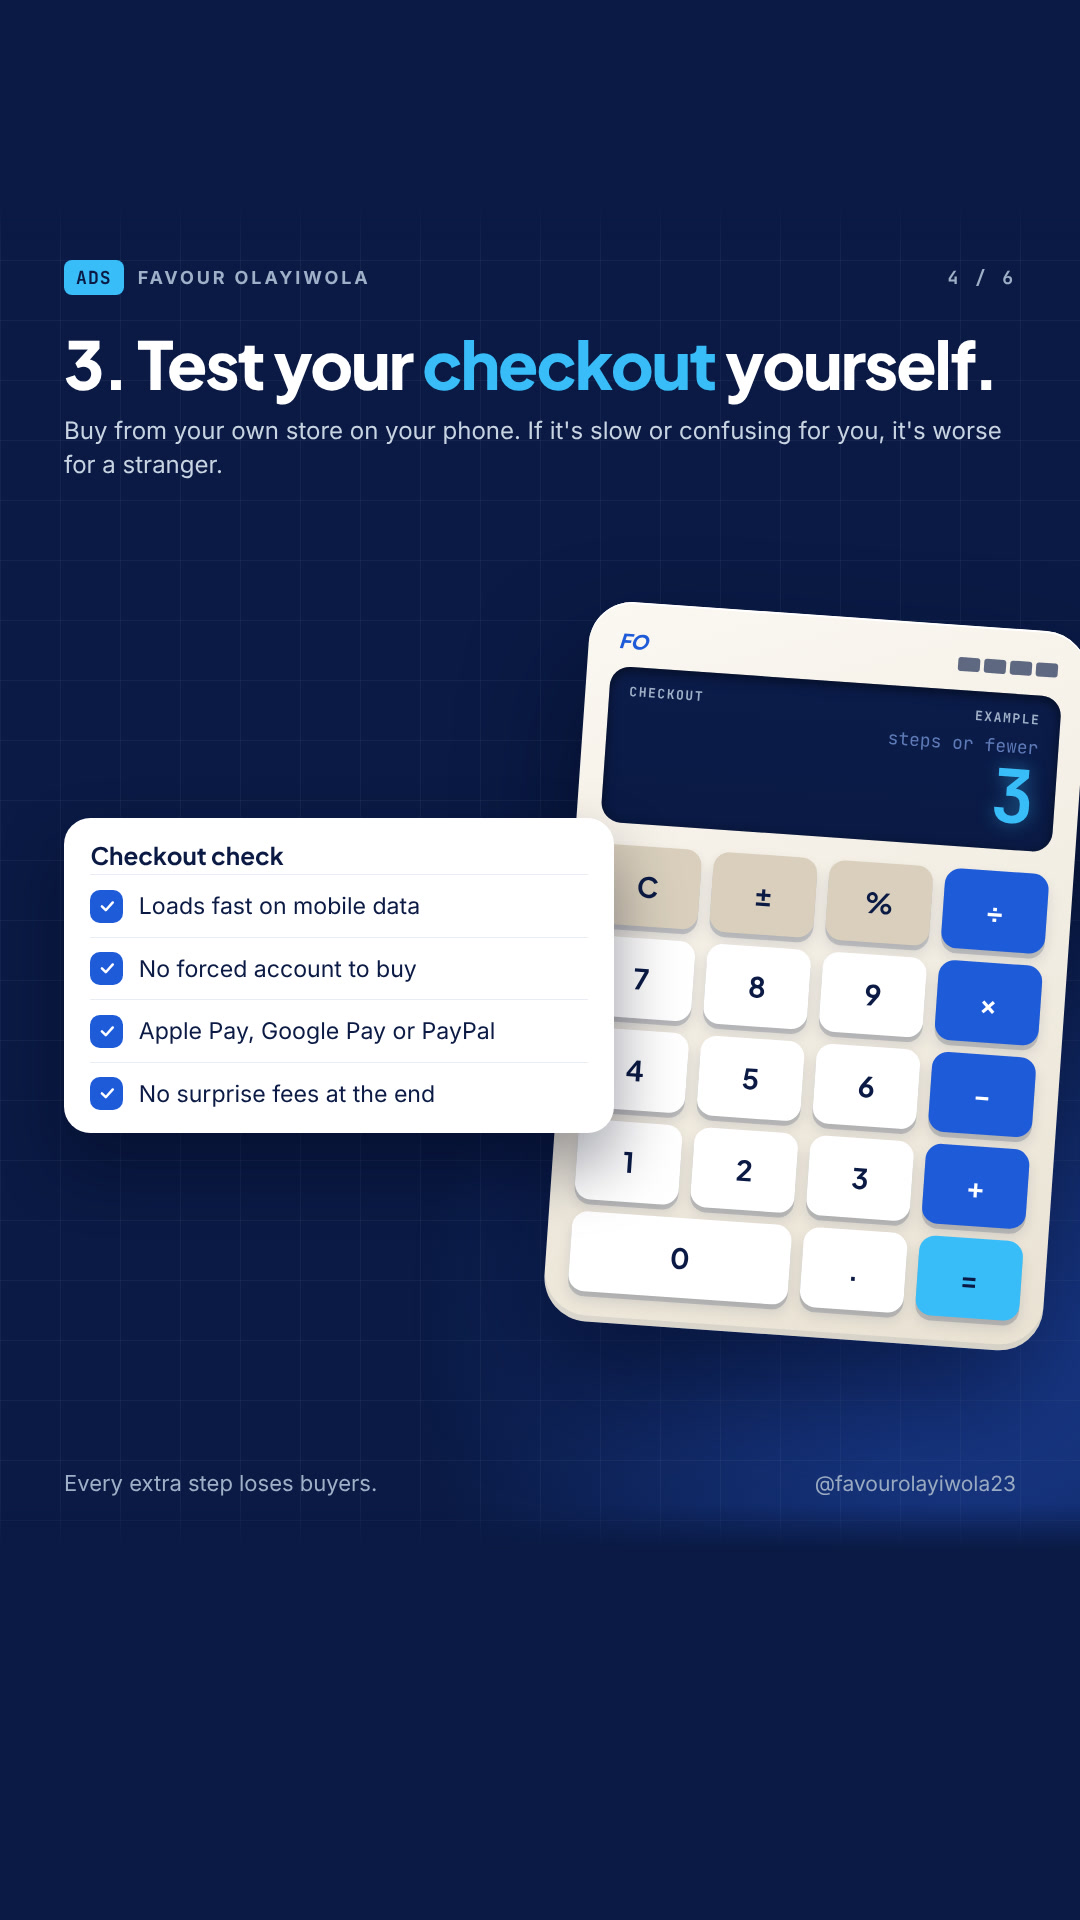 ADS FAVOUR OLAYIWOLA 4 / 6
3. Test your checkout yourself.
Buy from your own store on your phone. If it's slow or confusing for you, it's worse
for a stranger.
FO
CHECKOUT
EXAMPLE
steps or fewer
3
Checkout check
Loads fast on mobile data
No forced account to buy
Apple Pay, Google Pay or PayPal
No surprise fees at the end
C ± % ÷
7 8 9 ×
4 5 6 −
1 2 3 +
0 . =
Every extra step loses buyers. @favourolayiwola23